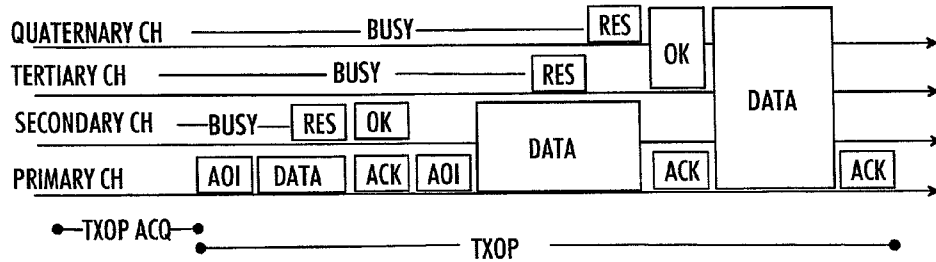 QUATERNARY CH BUSY RES
OK
TERTIARY CH BUSY RES
DATA
SECONDARY CH BUSY RES OK
DATA
PRIMARY CH AOI DATA ACK AOI ACK ACK
TXOP ACQ
TXOP